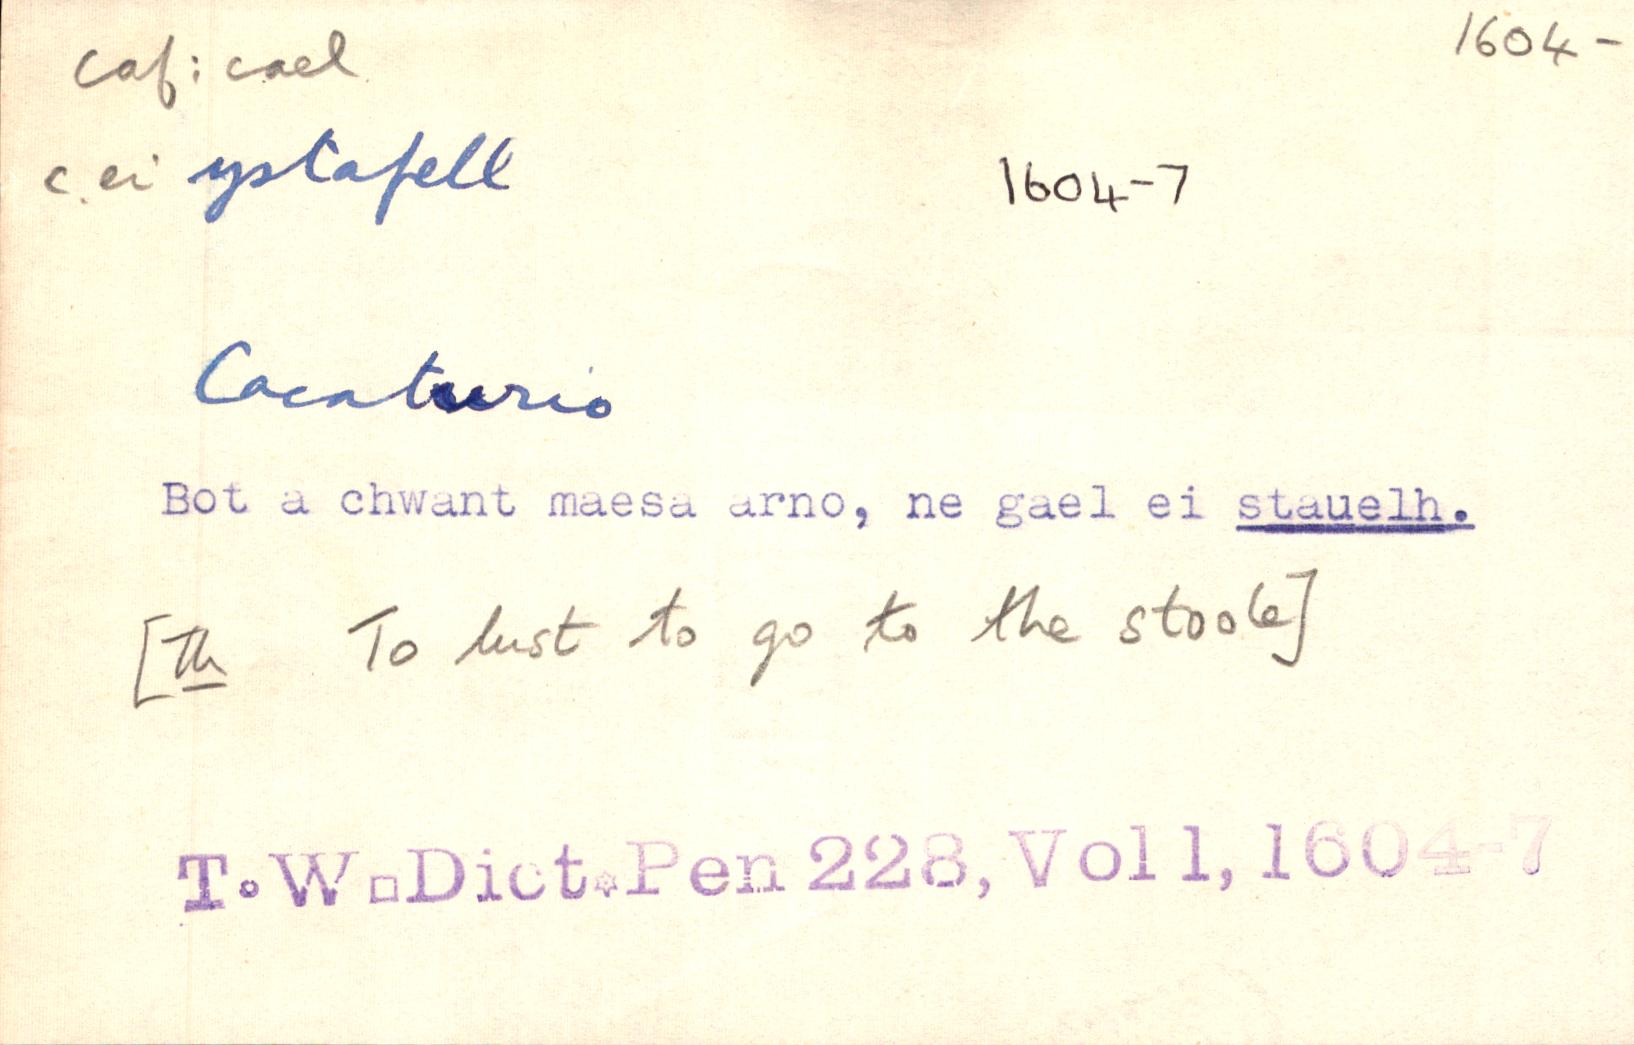 caf: cael 1604-
c. ei ystafell 1604-7
Cacaturio
Bot a chwant maesa arno, ne gael ei stauelh.
[Th To lust to go to the stoole]
T.W.Dict.Pen 228, Vol 1, 1604-7